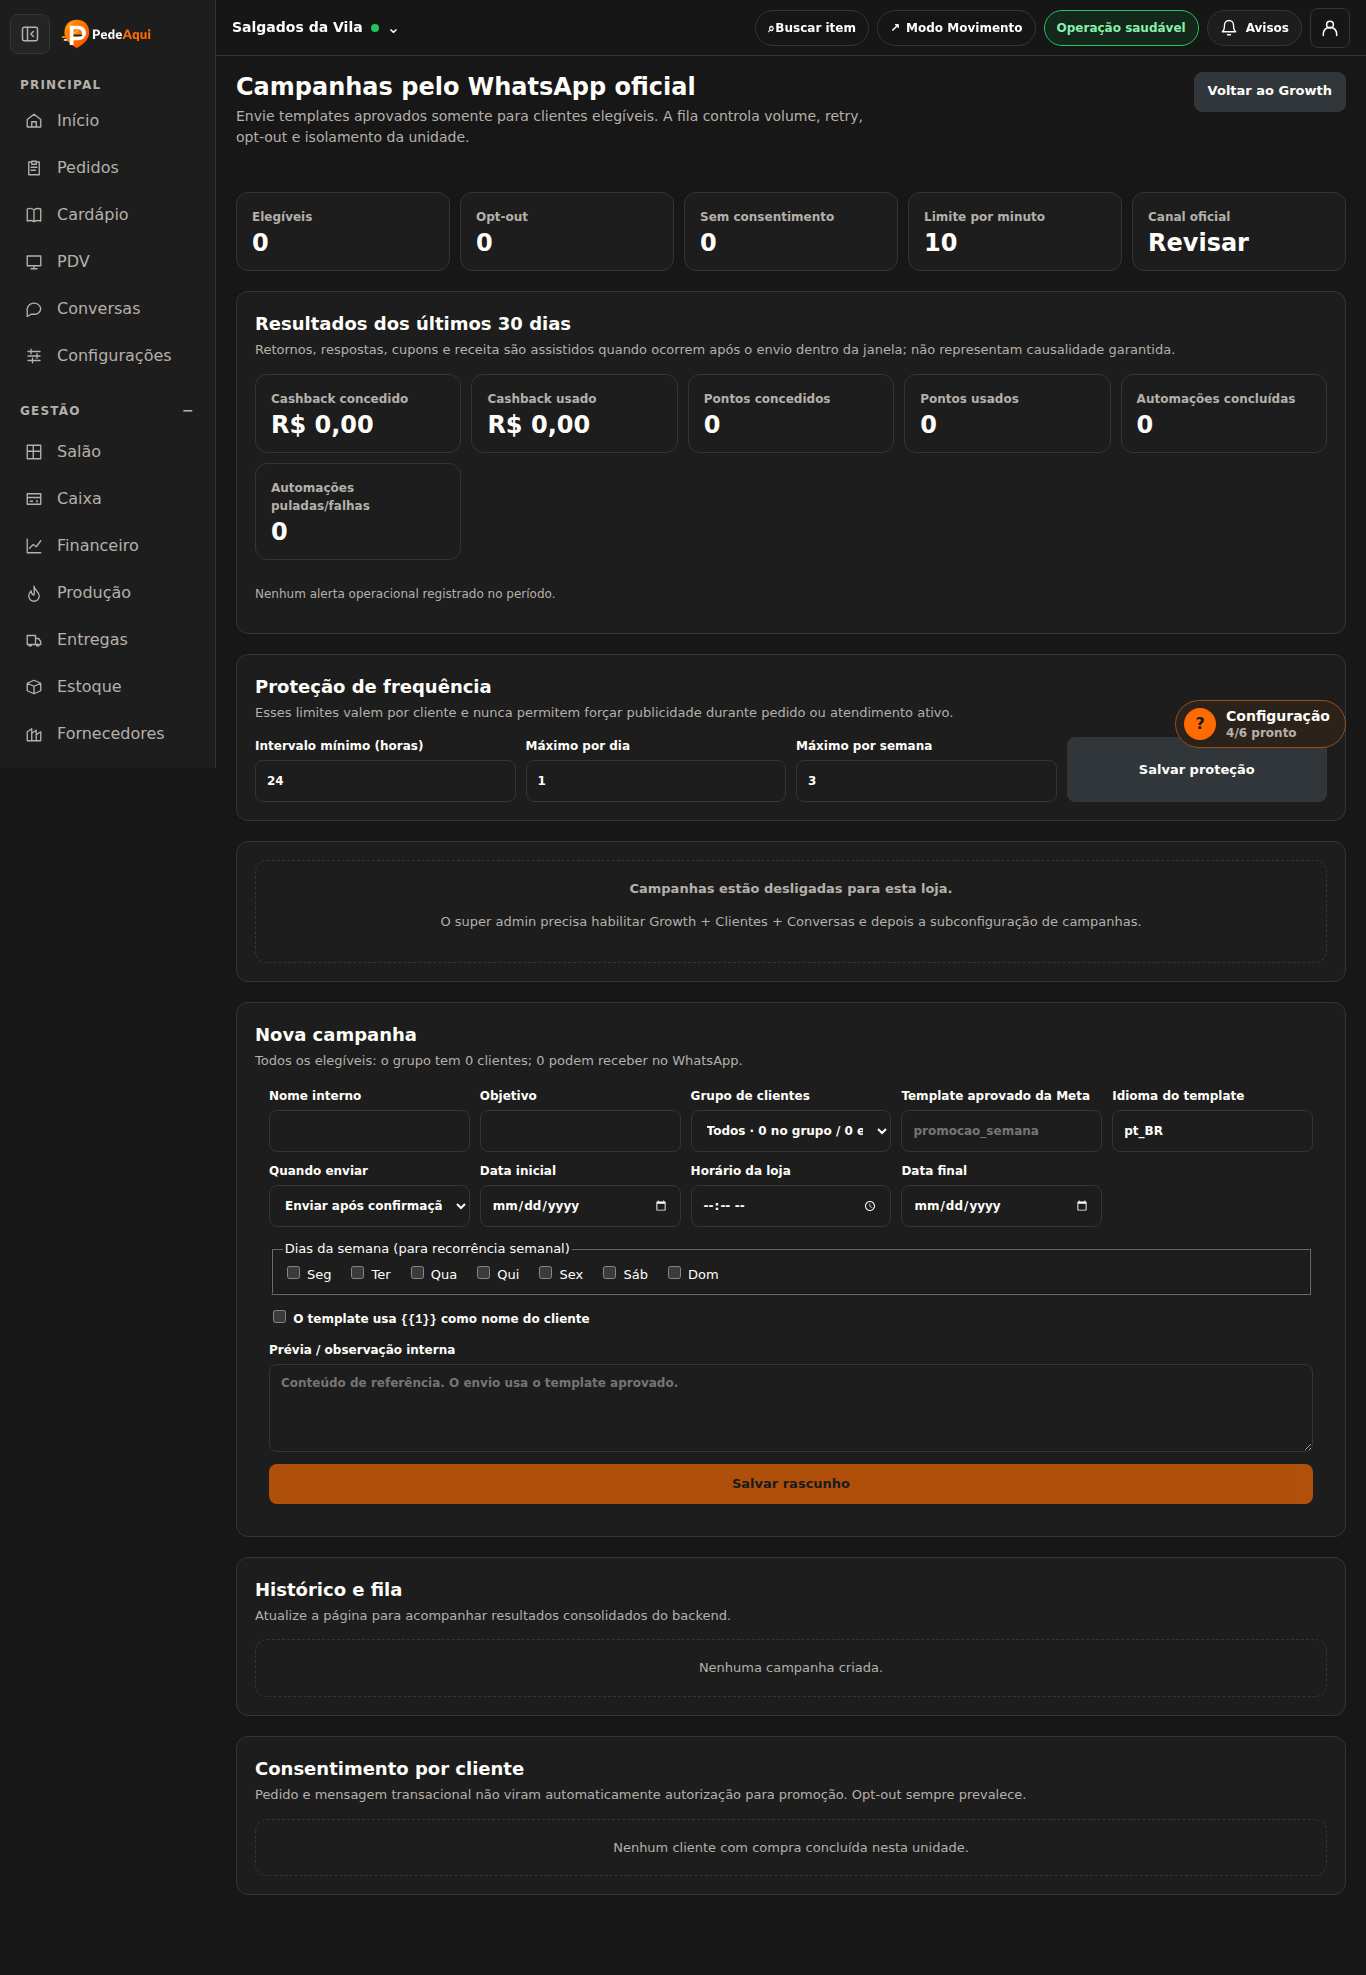 PedeAqui
PRINCIPAL
Início
Pedidos
Cardápio
PDV
Conversas
Configurações
GESTÃO
Salão
Caixa
Financeiro
Produção
Entregas
Estoque
Fornecedores
Salgados da Vila
Buscar item
↗ Modo Movimento
Operação saudável
Avisos
Campanhas pelo WhatsApp oficial
Envie templates aprovados somente para clientes elegíveis. A fila controla volume, retry,
opt-out e isolamento da unidade.
Voltar ao Growth
Elegíveis
0
Opt-out
0
Sem consentimento
0
Limite por minuto
10
Canal oficial
Revisar
Resultados dos últimos 30 dias
Retornos, respostas, cupons e receita são assistidos quando ocorrem após o envio dentro da janela; não representam causalidade garantida.
Cashback concedido
R$ 0,00
Cashback usado
R$ 0,00
Pontos concedidos
0
Pontos usados
0
Automações concluídas
0
Automações
puladas/falhas
0
Nenhum alerta operacional registrado no período.
Proteção de frequência
Esses limites valem por cliente e nunca permitem forçar publicidade durante pedido ou atendimento ativo.
Intervalo mínimo (horas)
24
Máximo por dia
1
Máximo por semana
3
Salvar proteção
?
Configuração
4/6 pronto
Campanhas estão desligadas para esta loja.
O super admin precisa habilitar Growth + Clientes + Conversas e depois a subconfiguração de campanhas.
Nova campanha
Todos os elegíveis: o grupo tem 0 clientes; 0 podem receber no WhatsApp.
Nome interno
Objetivo
Grupo de clientes
Todos · 0 no grupo / 0 e
Template aprovado da Meta
promocao_semana
Idioma do template
pt_BR
Quando enviar
Enviar após confirmaçã
Data inicial
mm/dd/yyyy
Horário da loja
--:-- --
Data final
mm/dd/yyyy
Dias da semana (para recorrência semanal)
Seg Ter Qua Qui Sex Sáb Dom
O template usa {{1}} como nome do cliente
Prévia / observação interna
Conteúdo de referência. O envio usa o template aprovado.
Salvar rascunho
Histórico e fila
Atualize a página para acompanhar resultados consolidados do backend.
Nenhuma campanha criada.
Consentimento por cliente
Pedido e mensagem transacional não viram automaticamente autorização para promoção. Opt-out sempre prevalece.
Nenhum cliente com compra concluída nesta unidade.